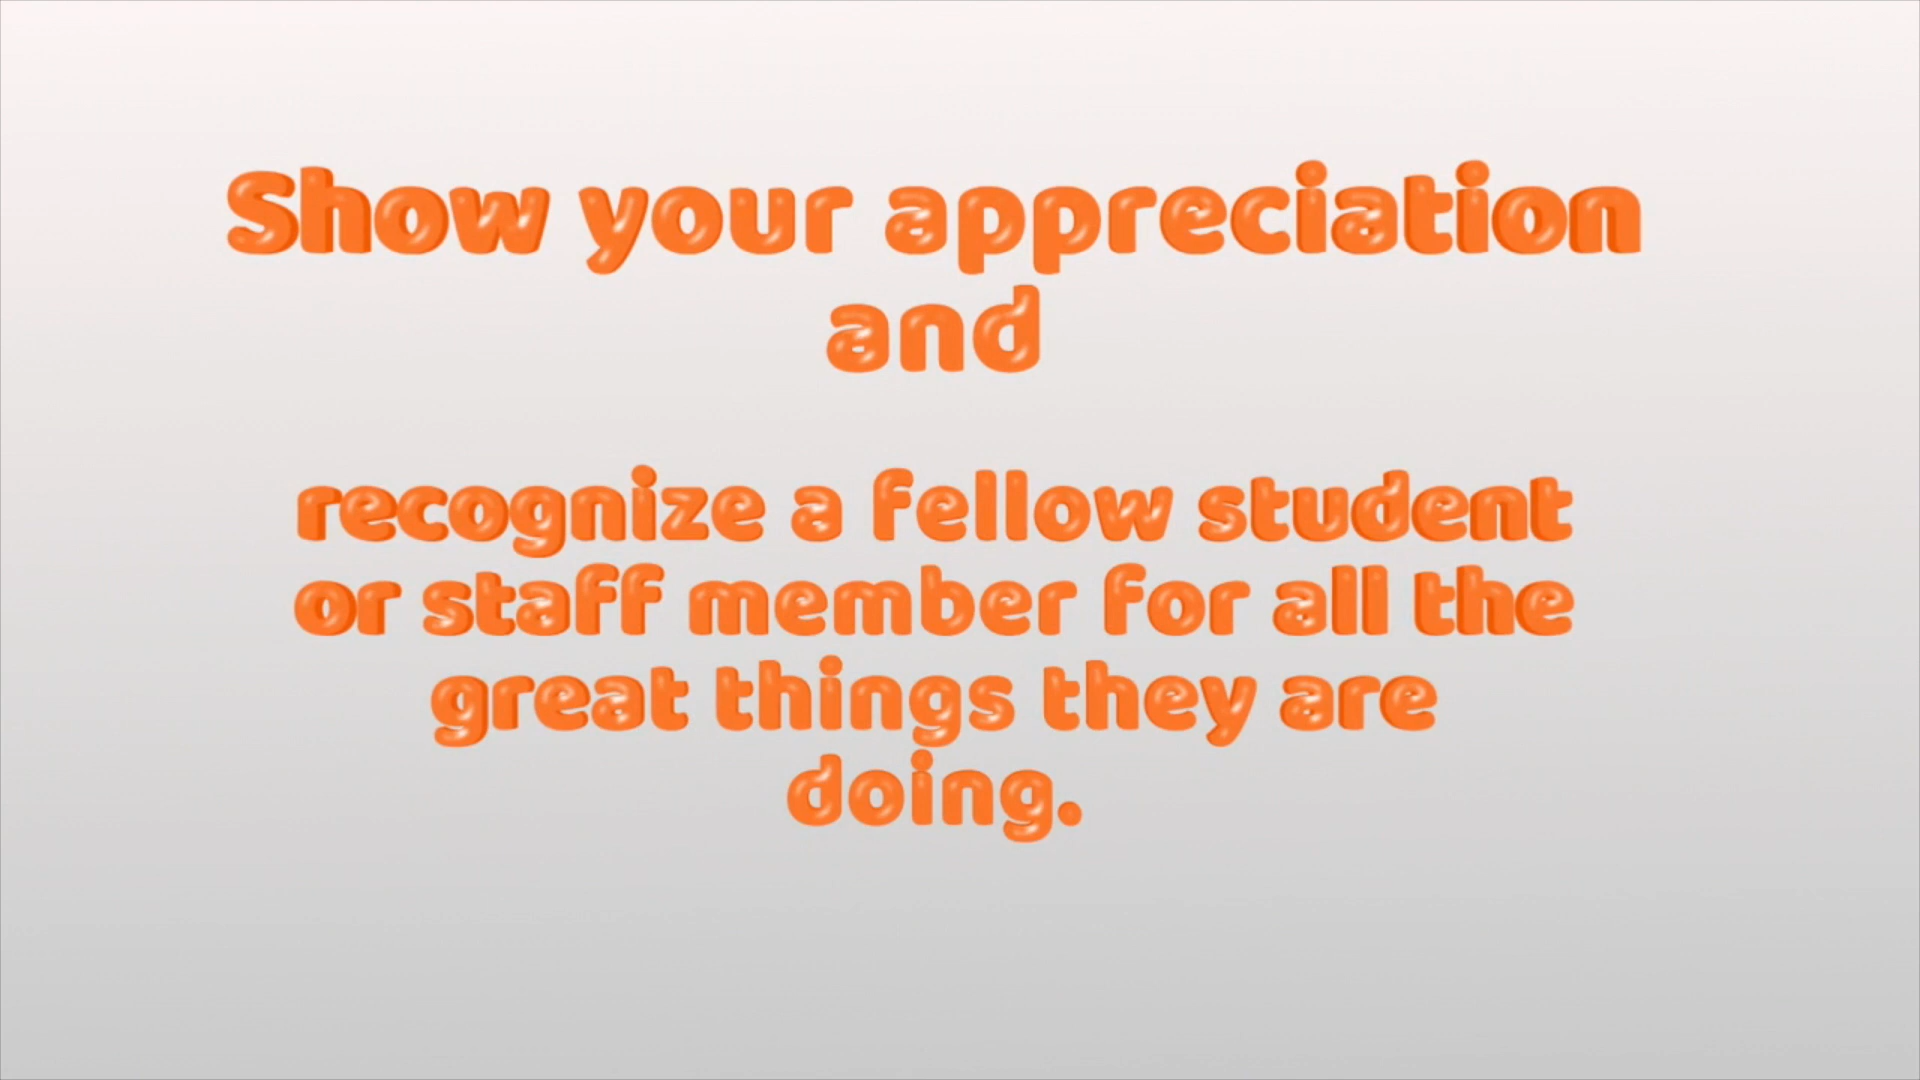 Show your appreciation
and
recognize a fellow student
or staff member for all the
great things they are
doing.